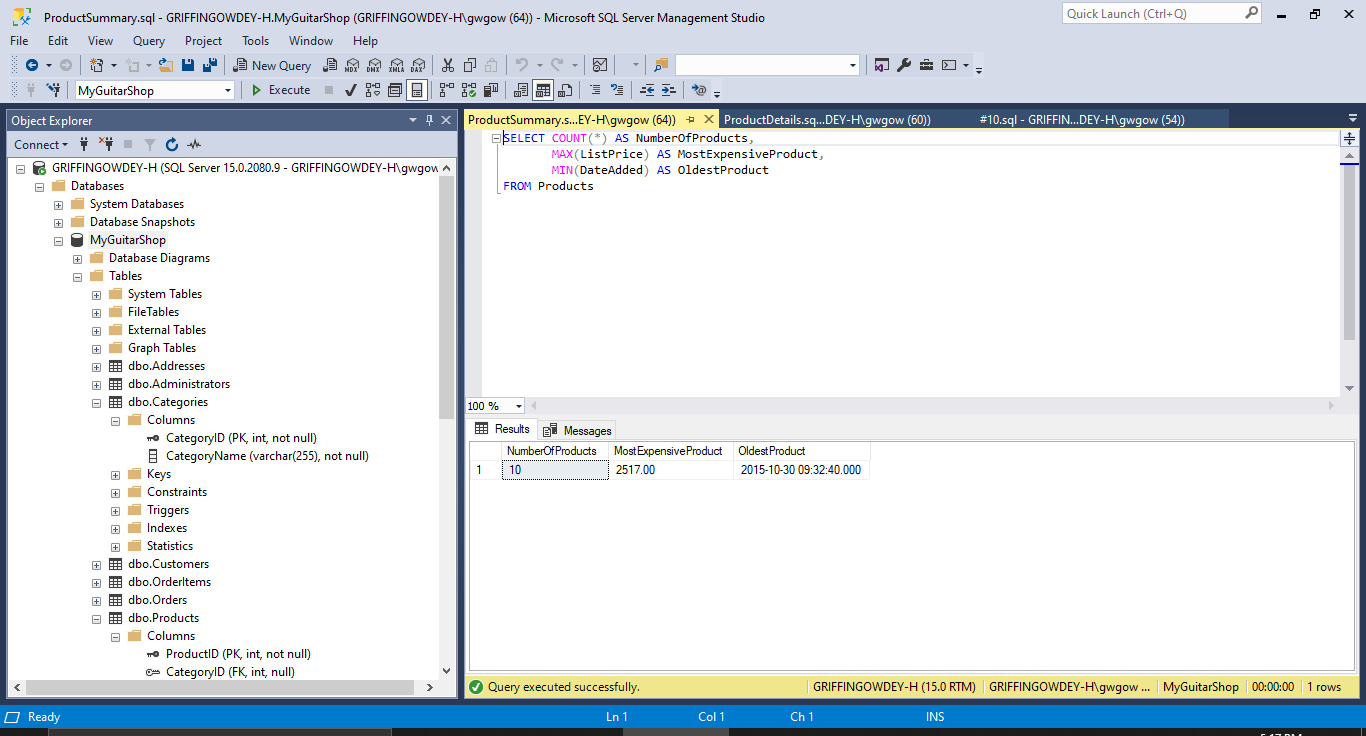 ProductSummary.sql - GRIFFINGOWDEY-H.MyGuitarShop (GRIFFINGOWDEY-H\gwgow (64)) - Microsoft SQL Server Management Studio
Quick Launch (Ctrl+Q)
File Edit View Query Project Tools Window Help
New Query MDX DMX XMLA DAX
MyGuitarShop Execute
Object Explorer
Connect
GRIFFINGOWDEY-H (SQL Server 15.0.2080.9 - GRIFFINGOWDEY-H\gwgow
Databases
System Databases
Database Snapshots
MyGuitarShop
Database Diagrams
Tables
System Tables
FileTables
External Tables
Graph Tables
dbo.Addresses
dbo.Administrators
dbo.Categories
Columns
CategoryID (PK, int, not null)
CategoryName (varchar(255), not null)
Keys
Constraints
Triggers
Indexes
Statistics
dbo.Customers
dbo.OrderItems
dbo.Orders
dbo.Products
Columns
ProductID (PK, int, not null)
CategoryID (FK, int, null)
ProductSummary.s...EY-H\gwgow (64)) ProductDetails.sq...DEY-H\gwgow (60)) #10.sql - GRIFFIN...DEY-H\gwgow (54))
SELECT COUNT(*) AS NumberOfProducts,
MAX(ListPrice) AS MostExpensiveProduct,
MIN(DateAdded) AS OldestProduct
FROM Products
100 %
Results Messages
NumberOfProducts MostExpensiveProduct OldestProduct
1 10 2517.00 2015-10-30 09:32:40.000
Query executed successfully. GRIFFINGOWDEY-H (15.0 RTM) GRIFFINGOWDEY-H\gwgow ... MyGuitarShop 00:00:00 1 rows
Ready Ln 1 Col 1 Ch 1 INS
5:17 PM